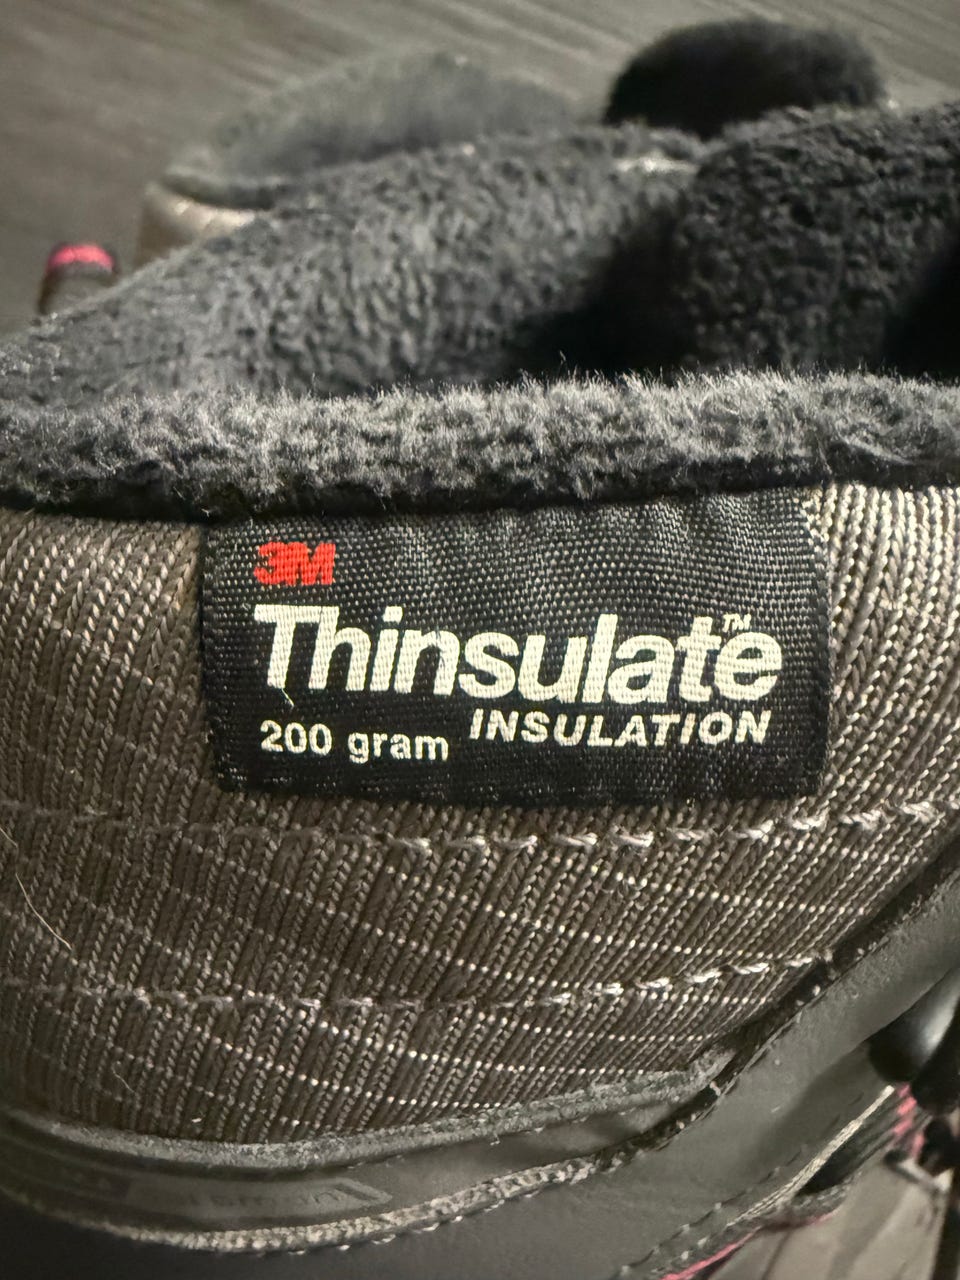 3M
Thinsulate™
INSULATION
200 gram